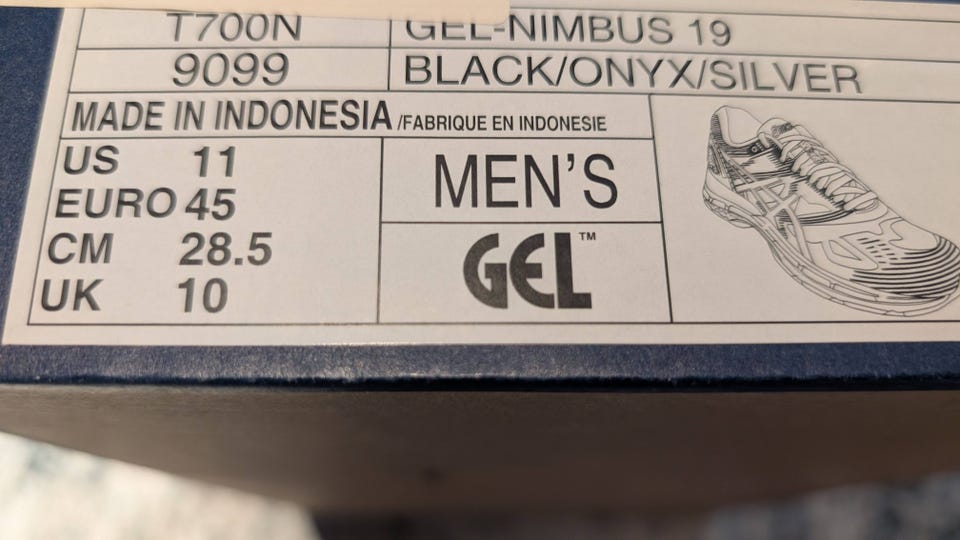 T700N GEL-NIMBUS 19
9099 BLACK/ONYX/SILVER
MADE IN INDONESIA /FABRIQUE EN INDONESIE
US 11
EURO 45
CM 28.5
UK 10
MEN'S
GEL™